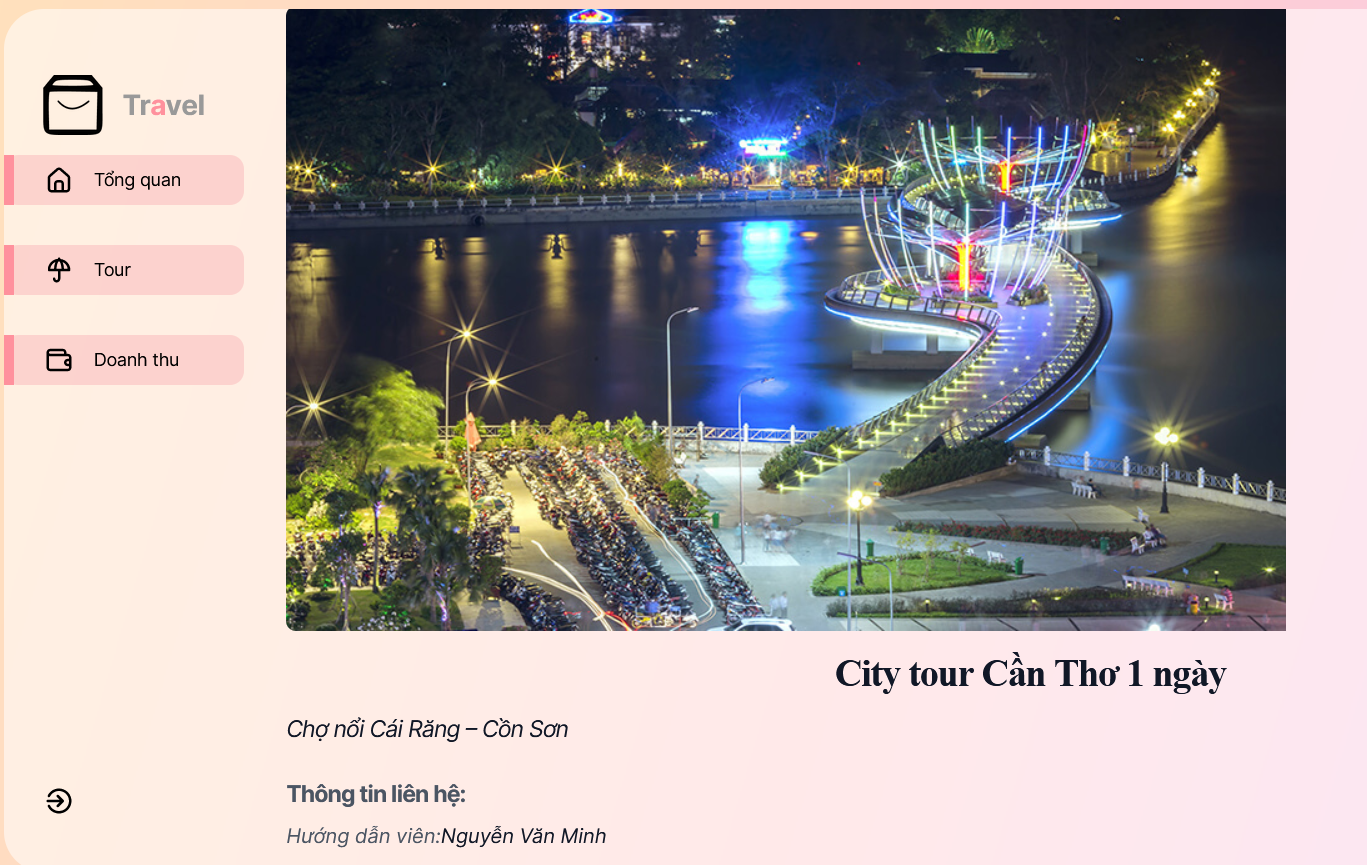 Travel
Tổng quan
Tour
Doanh thu
City tour Cần Thơ 1 ngày
Chợ nổi Cái Răng – Cồn Sơn
Thông tin liên hệ:
Hướng dẫn viên:Nguyễn Văn Minh